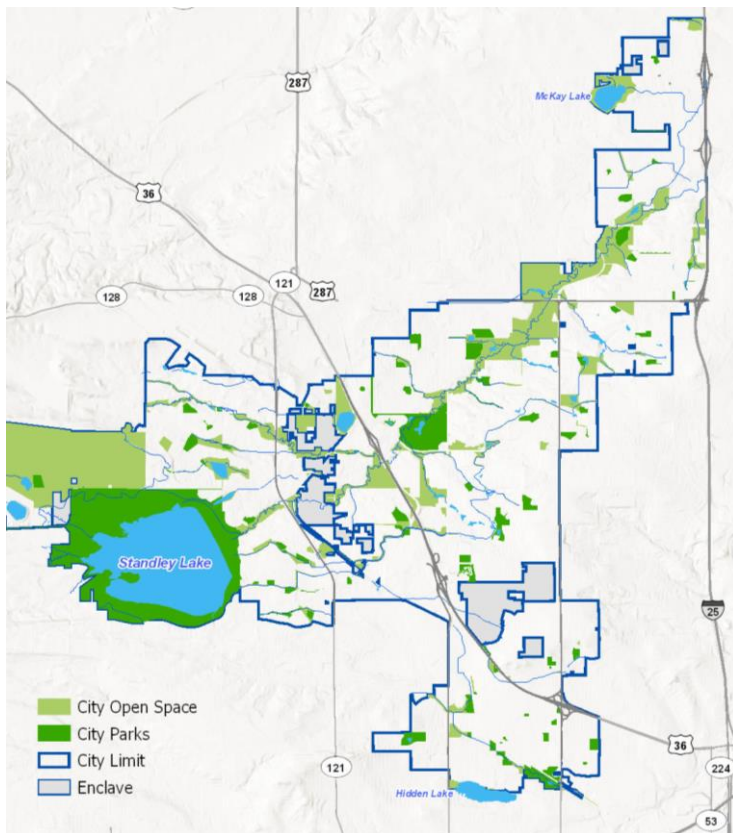 287
McKay Lake
36
121
287
128
128
Standley Lake
25
City Open Space
City Parks
City Limit
Enclave
36
121
224
Hidden Lake
53